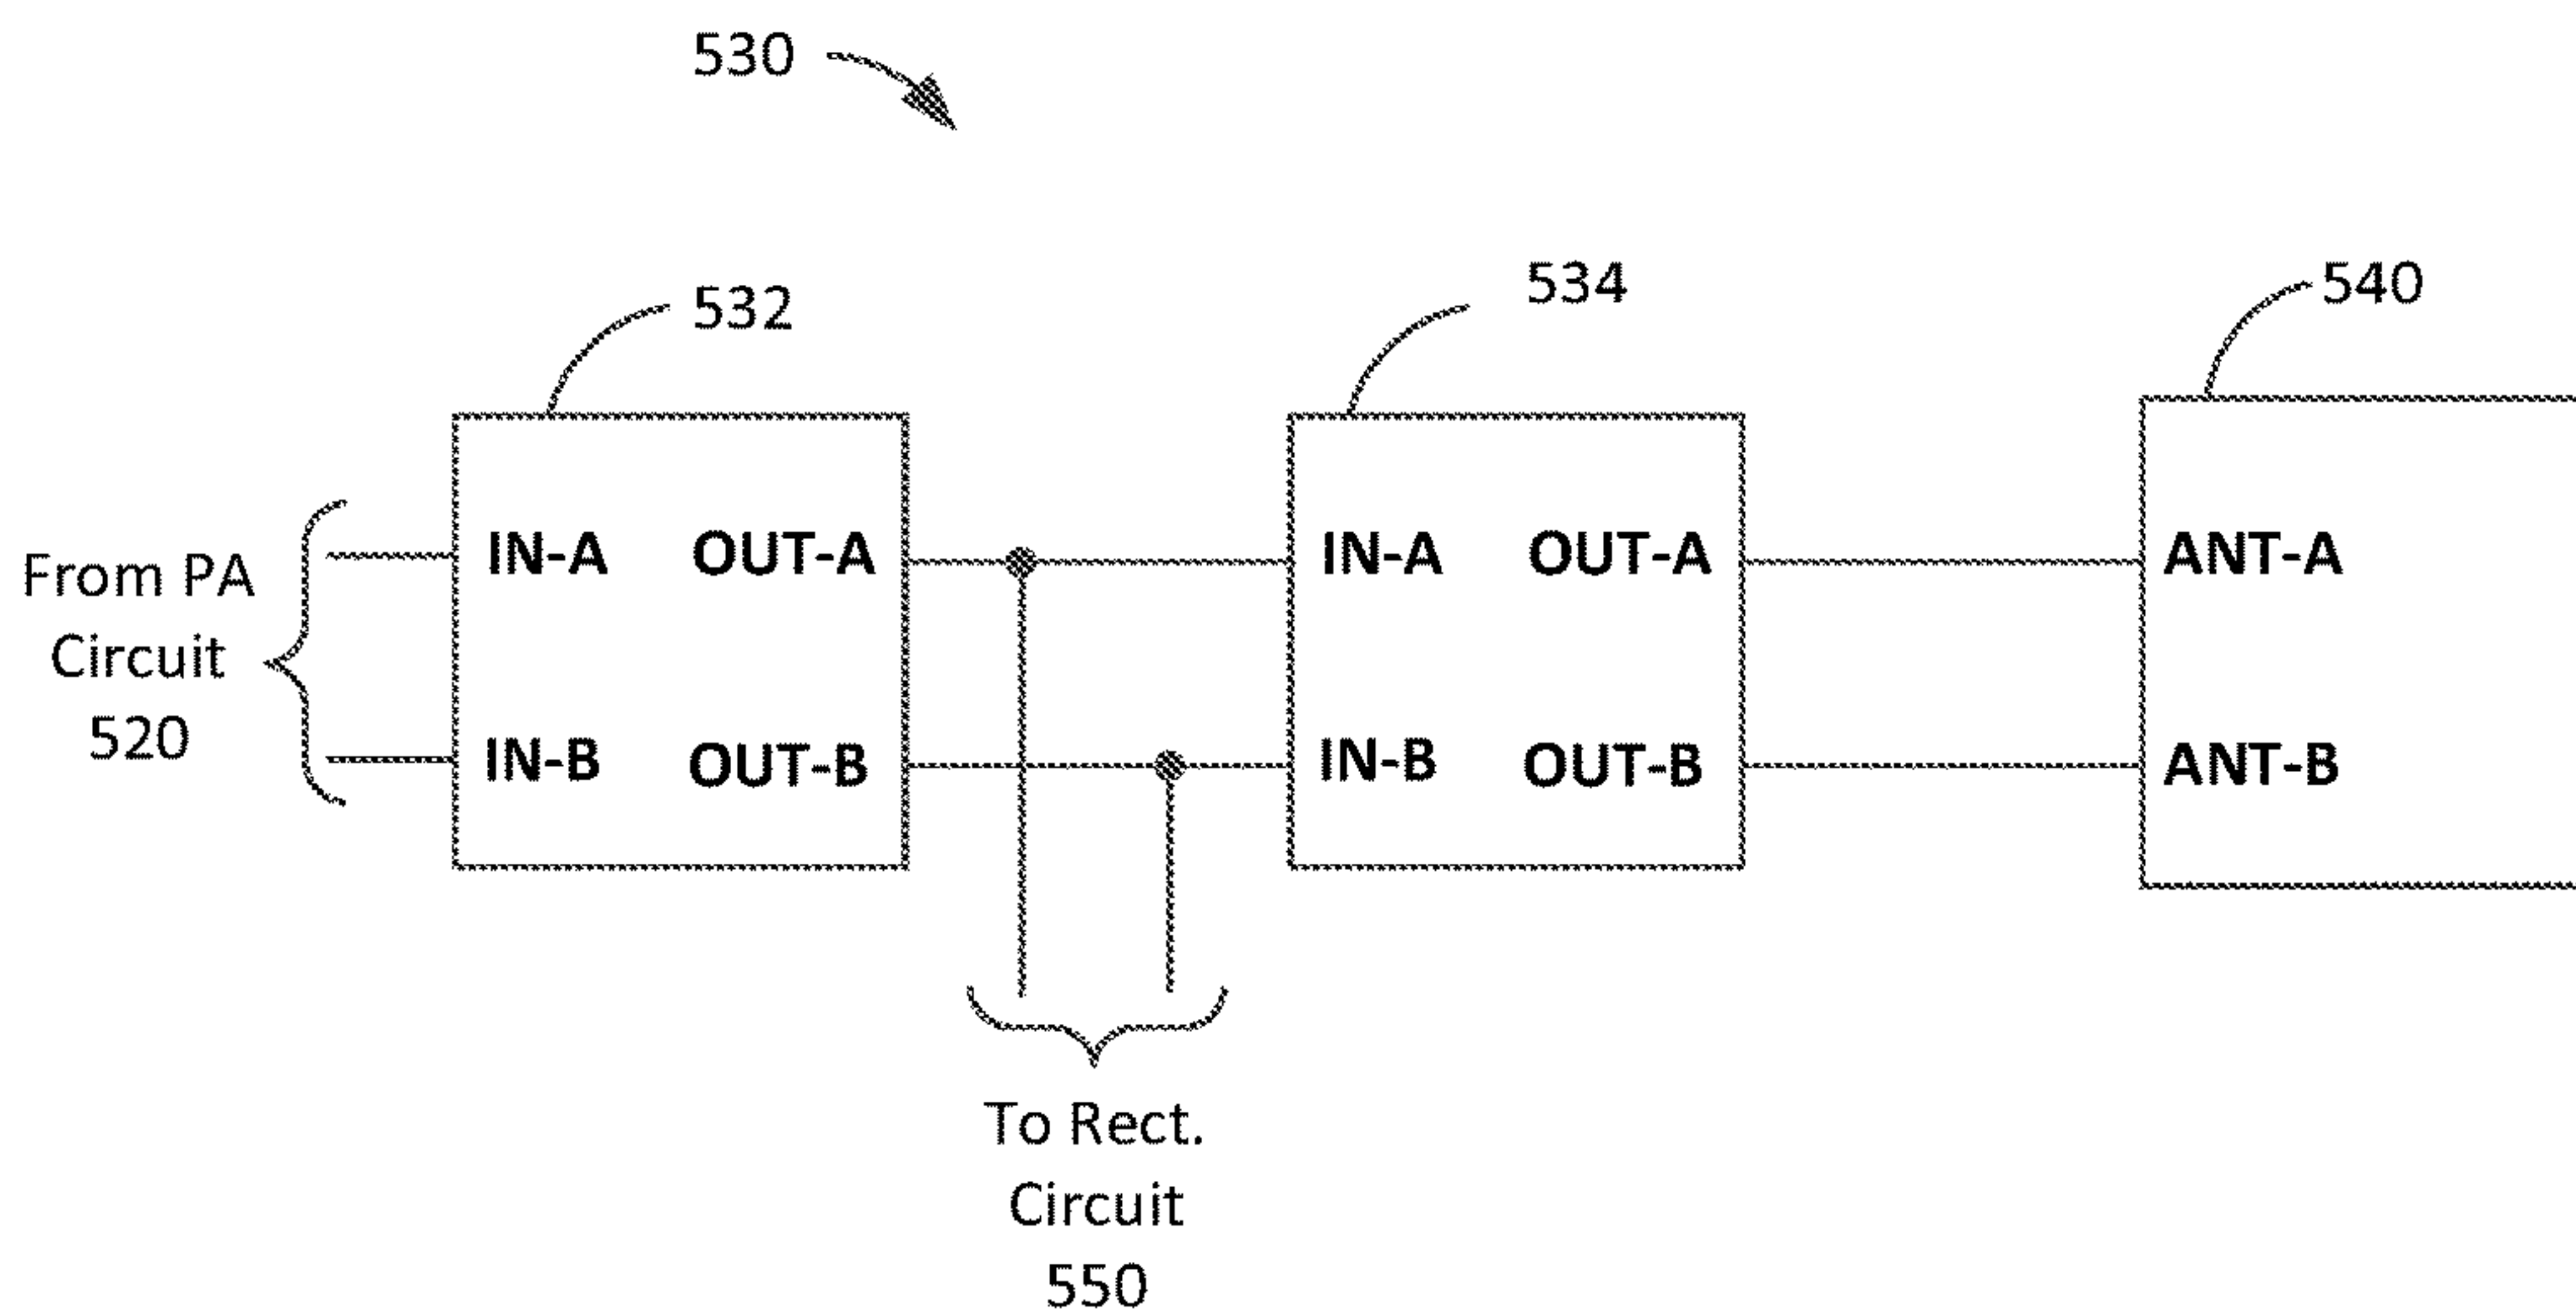 530
532
534
540
From PA
Circuit
520
IN-A OUT-A
IN-B OUT-B
IN-A OUT-A
IN-B OUT-B
ANT-A
ANT-B
To Rect.
Circuit
550